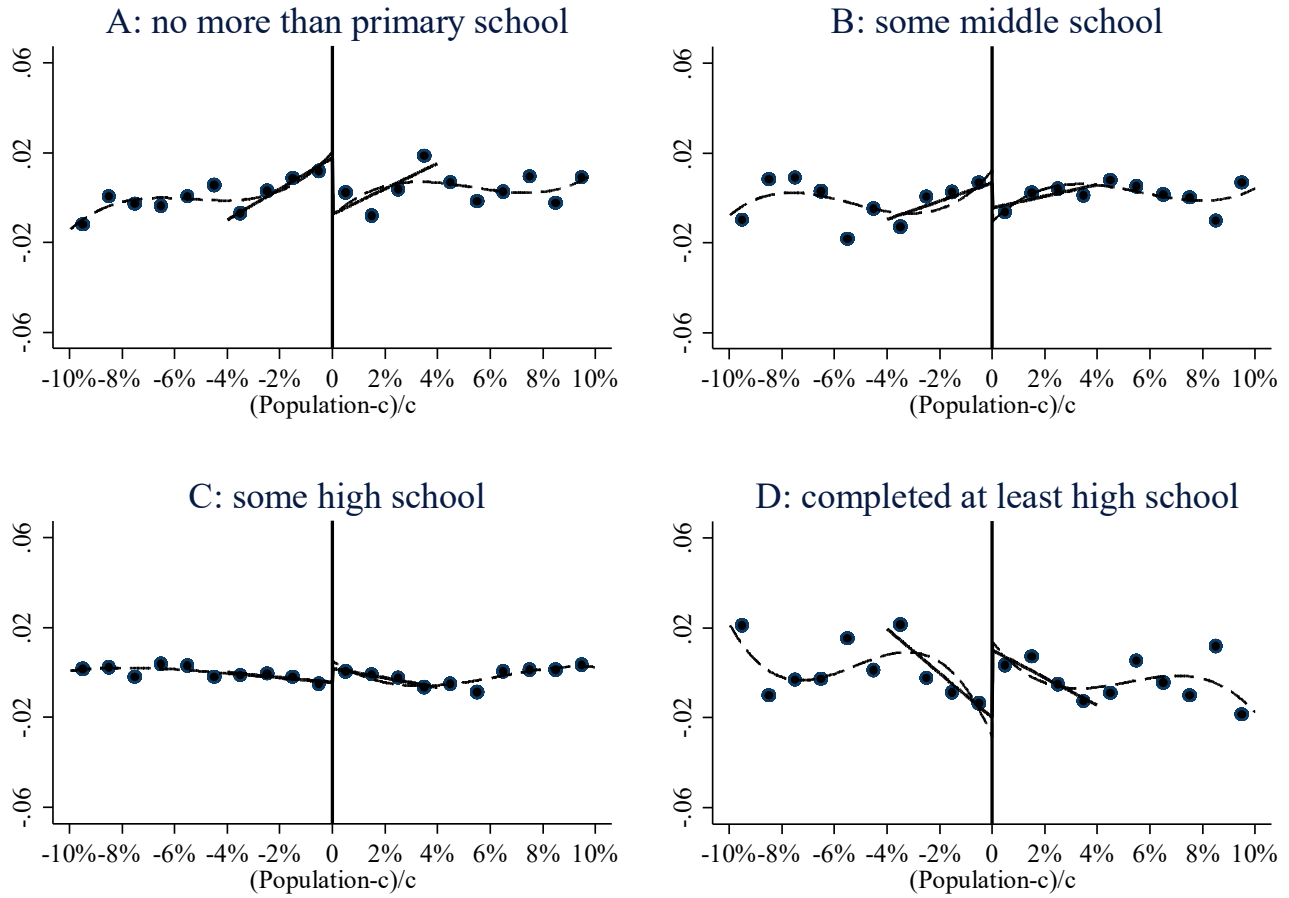 A: no more than primary school
.06
.02
-.02
-.06
-10% -8% -6% -4% -2% 0 2% 4% 6% 8% 10%
(Population-c)/c
B: some middle school
.06
.02
-.02
-.06
-10% -8% -6% -4% -2% 0 2% 4% 6% 8% 10%
(Population-c)/c
C: some high school
.06
.02
-.02
-.06
-10% -8% -6% -4% -2% 0 2% 4% 6% 8% 10%
(Population-c)/c
D: completed at least high school
.06
.02
-.02
-.06
-10% -8% -6% -4% -2% 0 2% 4% 6% 8% 10%
(Population-c)/c